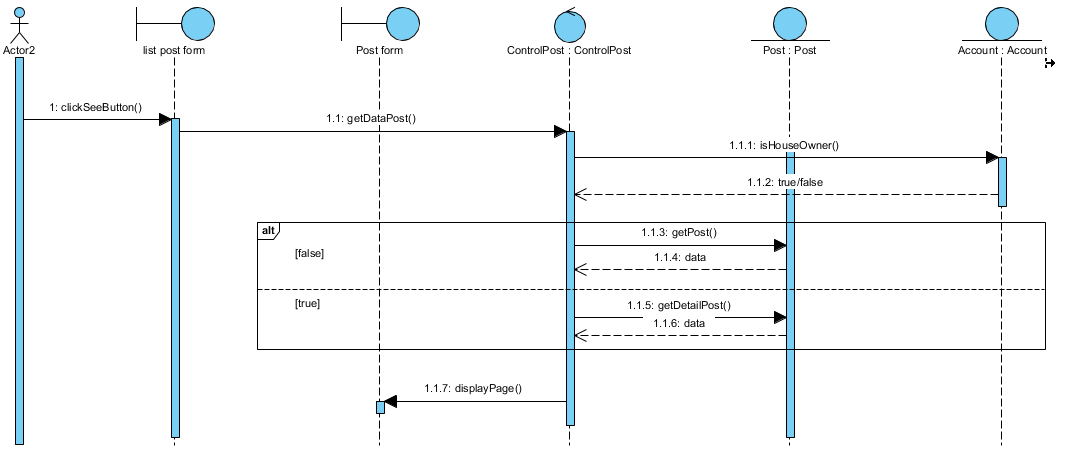 Actor2
list post form
Post form
ControlPost : ControlPost
Post : Post
Account : Account
1: clickSeeButton()
1.1: getDataPost()
1.1.1: isHouseOwner()
1.1.2: true/false
alt
1.1.3: getPost()
[false]
1.1.4: data
[true]
1.1.5: getDetailPost()
1.1.6: data
1.1.7: displayPage()